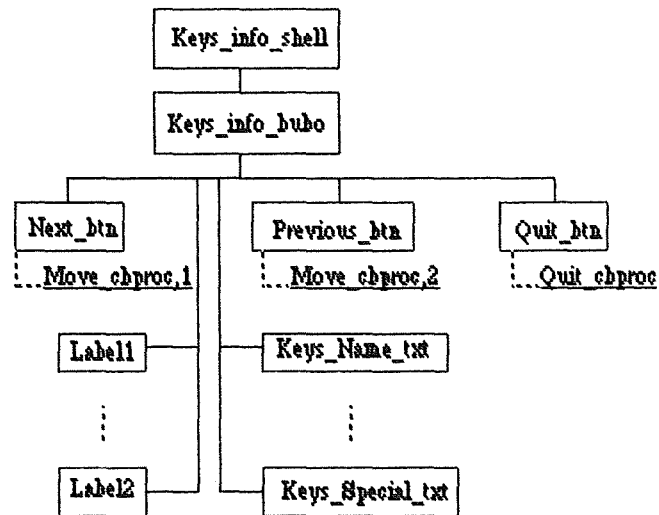 Keys_info_shell
Keys_info_bubo
Next_btn Previous_btn Quit_btn
Move_cbproc,1 Move_cbproc,2 Quit_cbproc
Label1 Keys_Name_txt
Label2 Keys_Special_txt